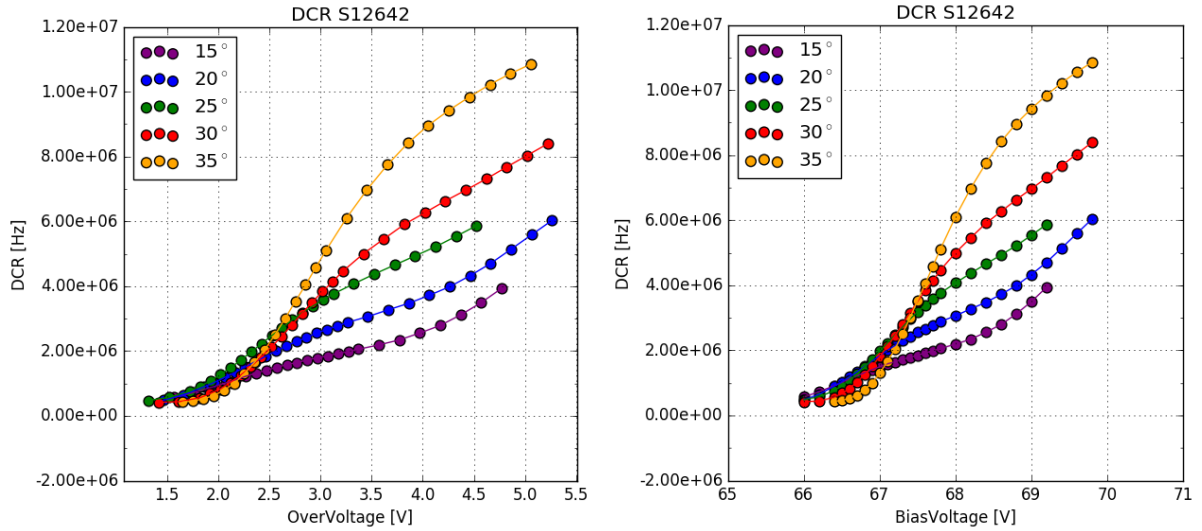 DCR S12642
1.20e+07
1.00e+07
8.00e+06
6.00e+06
4.00e+06
2.00e+06
0.00e+00
-2.00e+06
DCR [Hz]
15°
20°
25°
30°
35°
1.5 2.0 2.5 3.0 3.5 4.0 4.5 5.0 5.5
OverVoltage [V]
DCR S12642
1.20e+07
1.00e+07
8.00e+06
6.00e+06
4.00e+06
2.00e+06
0.00e+00
-2.00e+06
DCR [Hz]
15°
20°
25°
30°
35°
65 66 67 68 69 70 71
BiasVoltage [V]